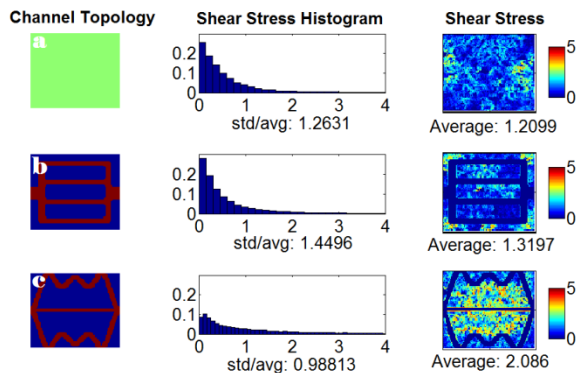 Channel Topology Shear Stress Histogram Shear Stress
a
0.2
0.1
0
0 1 2 3 4
std/avg: 1.2631
5
0
Average: 1.2099
b
0.2
0.1
0
0 1 2 3 4
std/avg: 1.4496
5
0
Average: 1.3197
c
0.2
0.1
0
0 1 2 3 4
std/avg: 0.98813
5
0
Average: 2.086